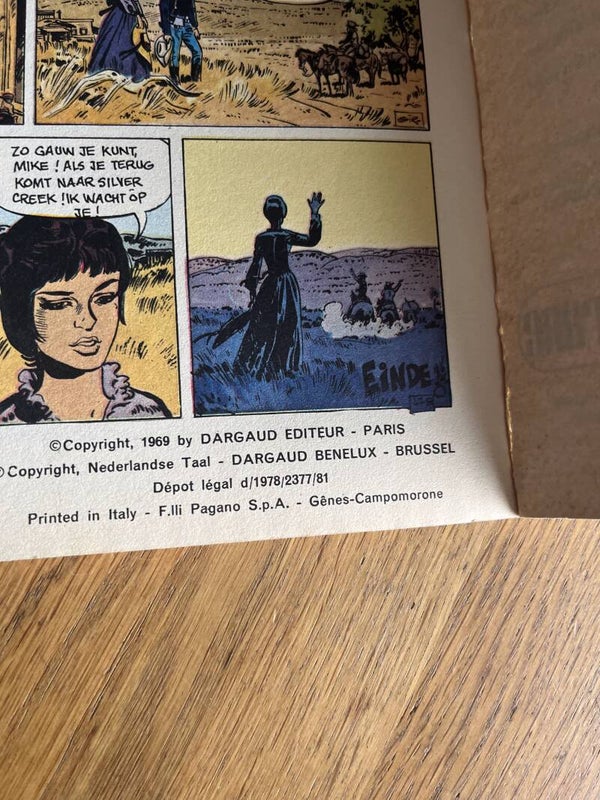 ZO GAUW JE KUNT,
MIKE! ALS JE TERUG
KOMT NAAR SILVER
CREEK! IK WACHT OP
JE!
EINDE
©Copyright, 1969 by DARGAUD EDITEUR - PARIS
©Copyright, Nederlandse Taal - DARGAUD BENELUX - BRUSSEL
Dépot légal d/1978/2377/81
Printed in Italy - F.lli Pagano S.p.A. - Gênes-Campomorone